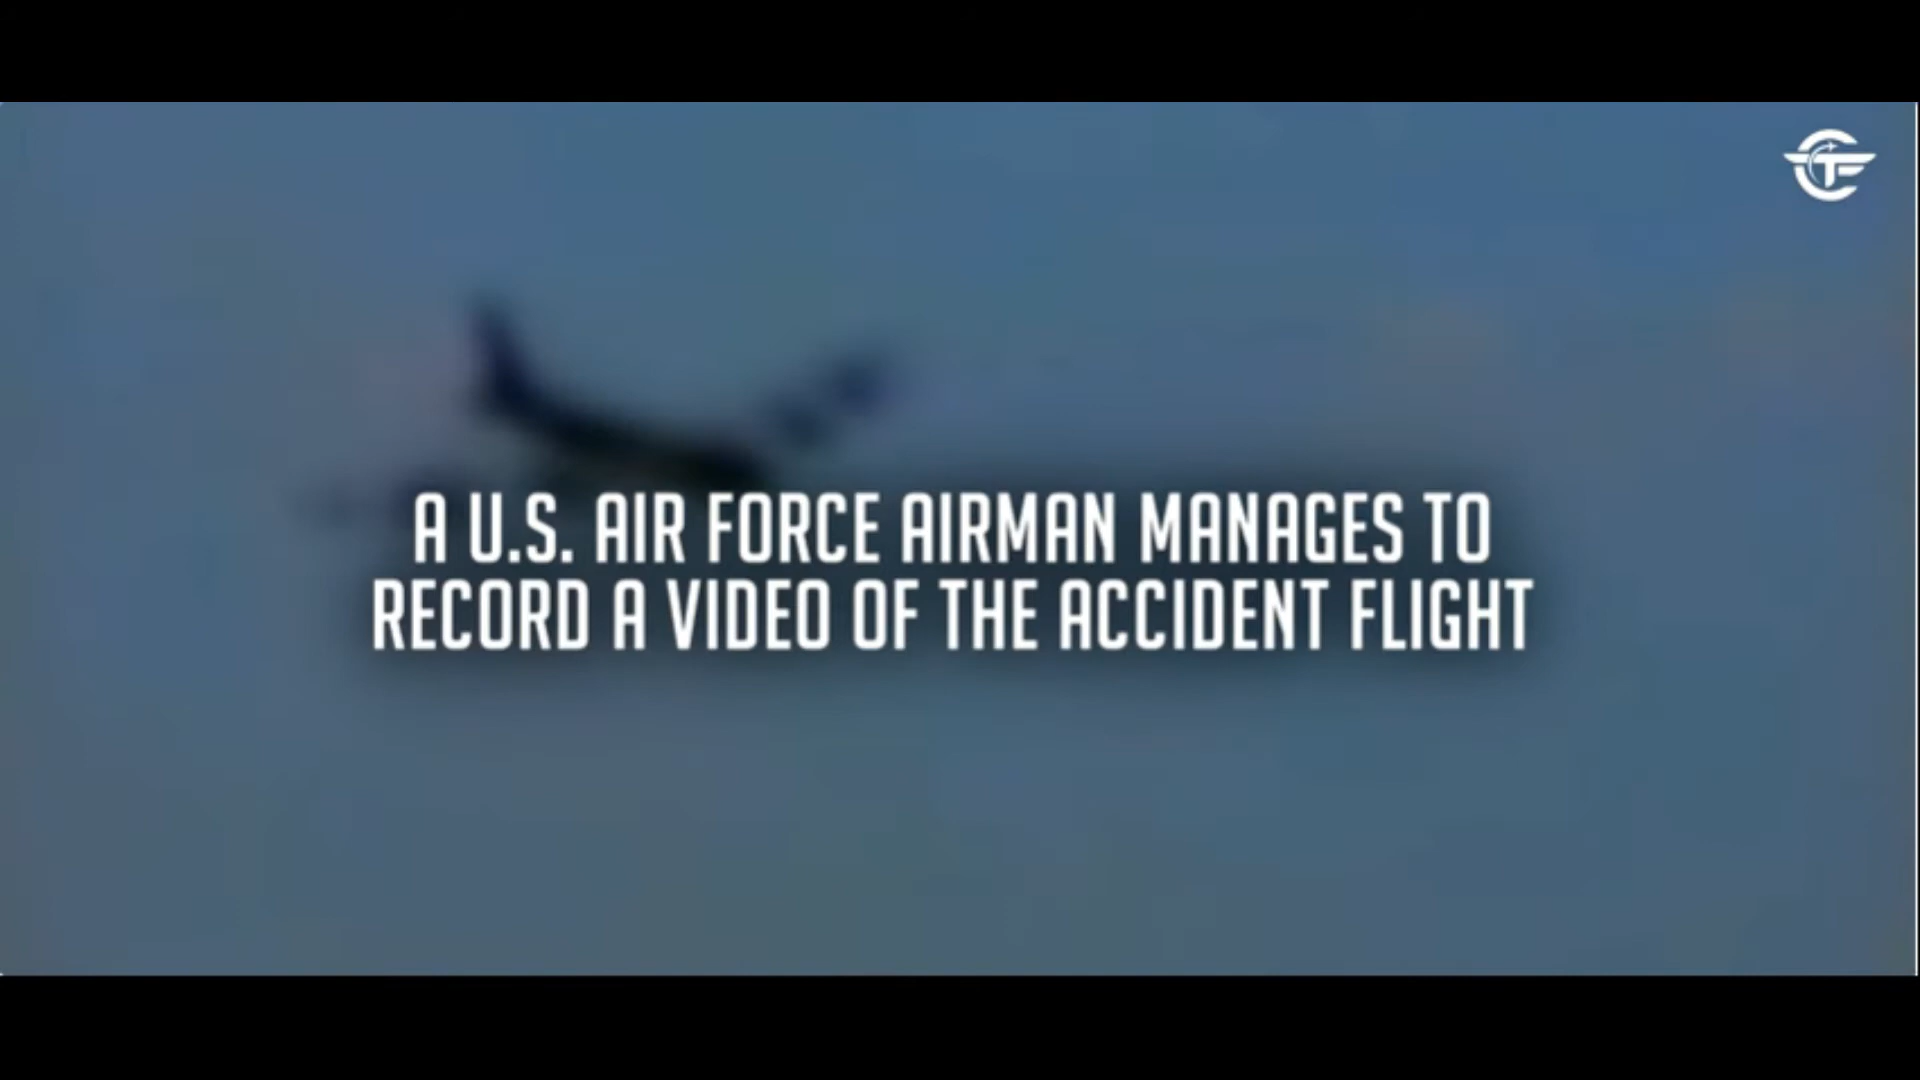 A U.S. AIR FORCE AIRMAN MANAGES TO
RECORD A VIDEO OF THE ACCIDENT FLIGHT